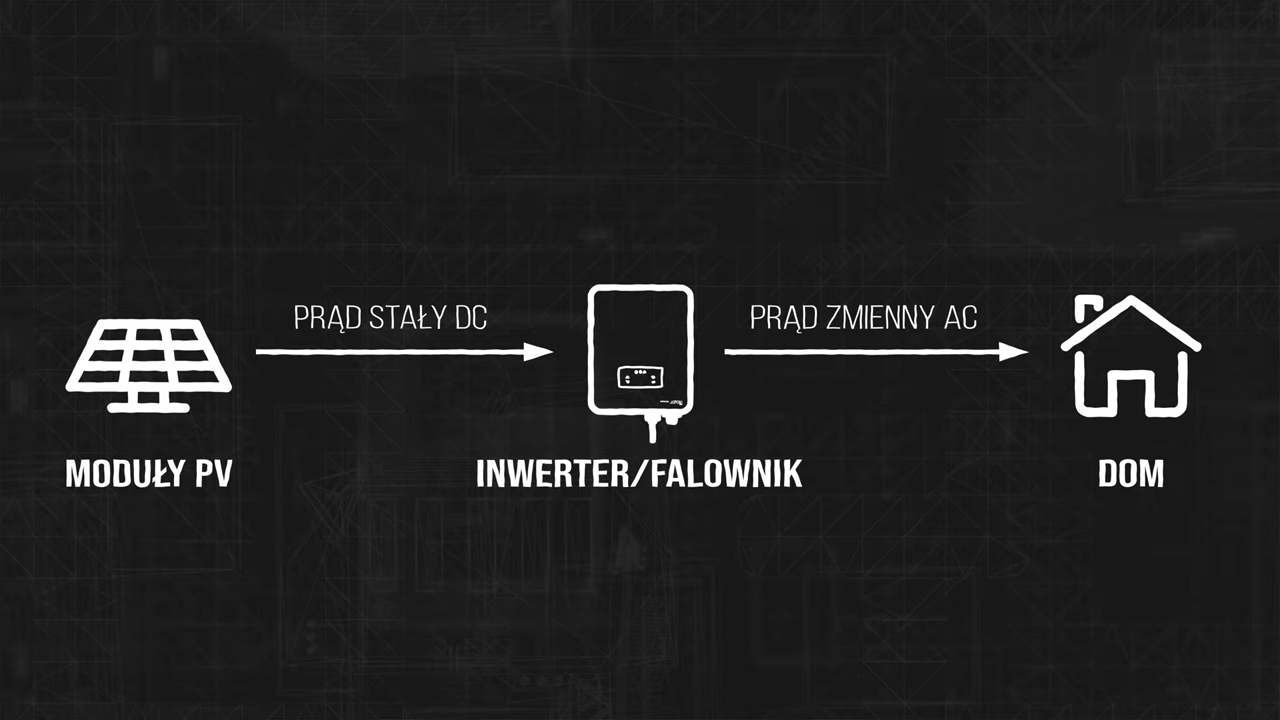 PRĄD STAŁY DC
PRĄD ZMIENNY AC
MODUŁY PV
INWERTER/FALOWNIK
DOM